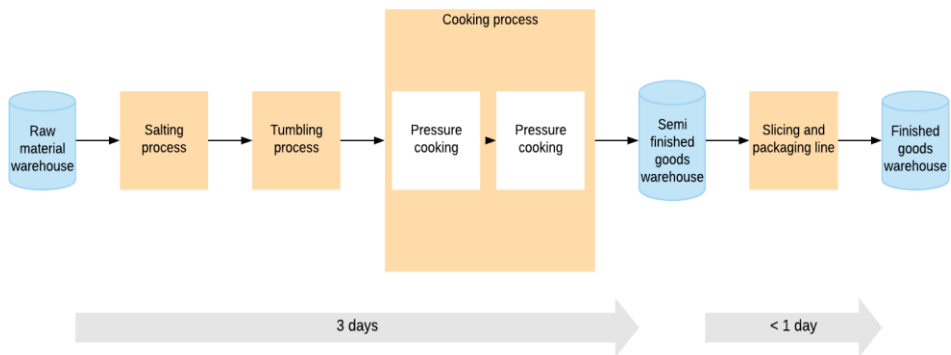 Cooking process
Raw
material
warehouse
Salting
process
Tumbling
process
Pressure
cooking
Pressure
cooking
Semi
finished
goods
warehouse
Slicing and
packaging line
Finished
goods
warehouse
3 days
< 1 day